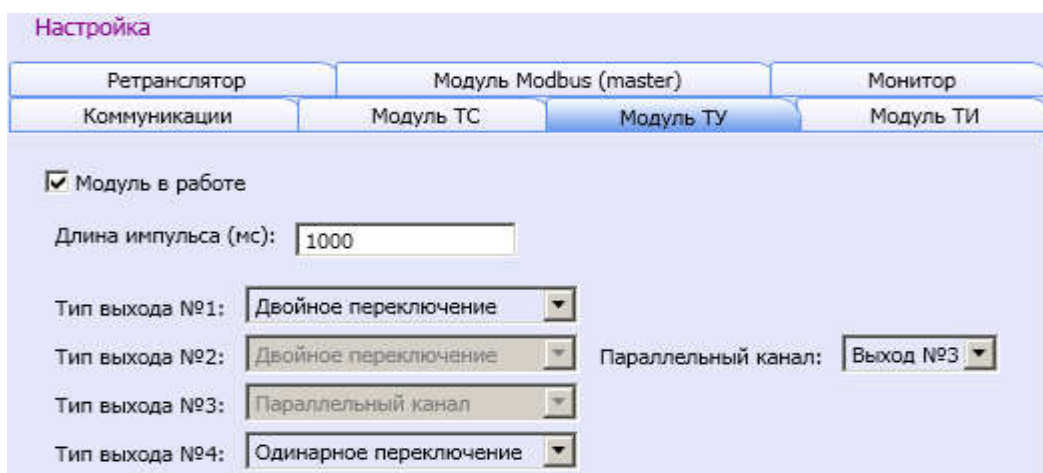 Настройка
Ретранслятор Модуль Modbus (master) Монитор
Коммуникации Модуль ТС Модуль ТУ Модуль ТИ
Модуль в работе
Длина импульса (мс): 1000
Тип выхода №1: Двойное переключение
Тип выхода №2: Двойное переключение Параллельный канал: Выход №3
Тип выхода №3: Параллельный канал
Тип выхода №4: Одинарное переключение